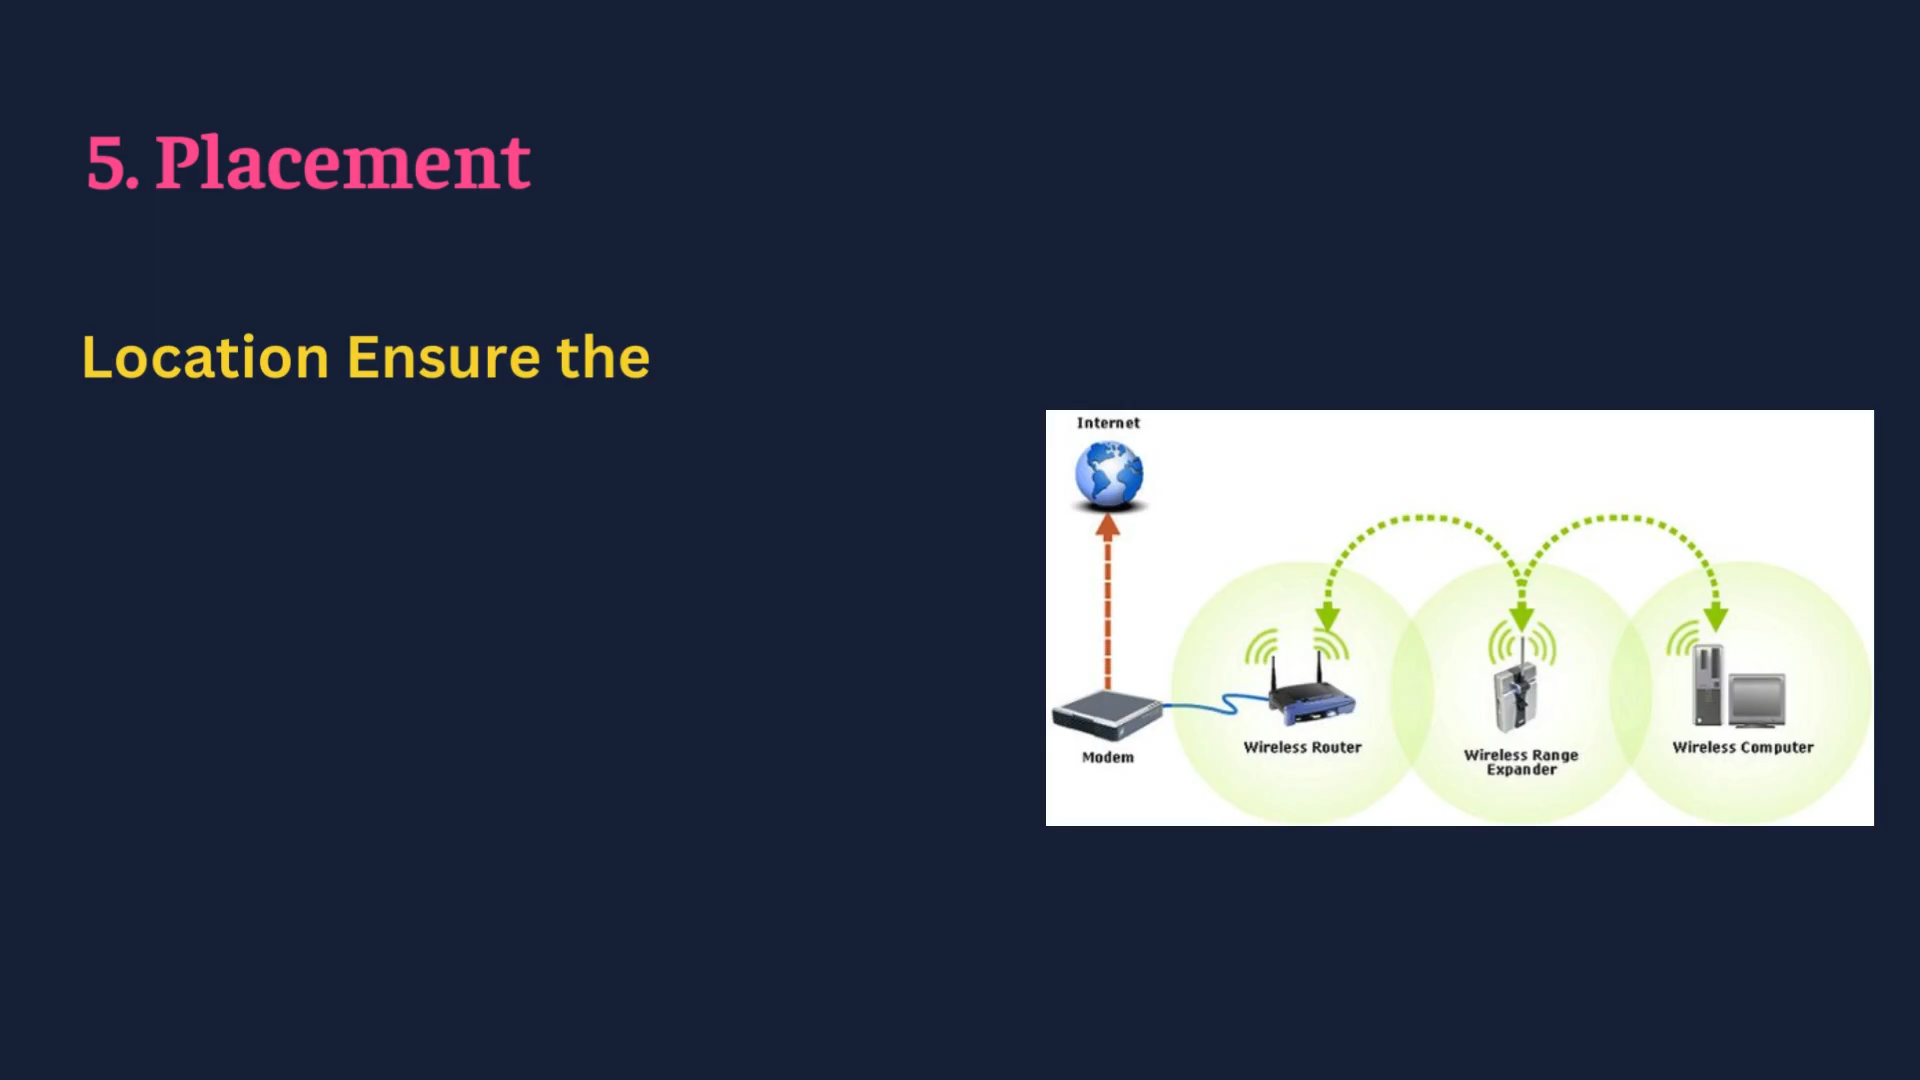 5. Placement
Location Ensure the
Internet
Modem
Wireless Router
Wireless Range
Expander
Wireless Computer